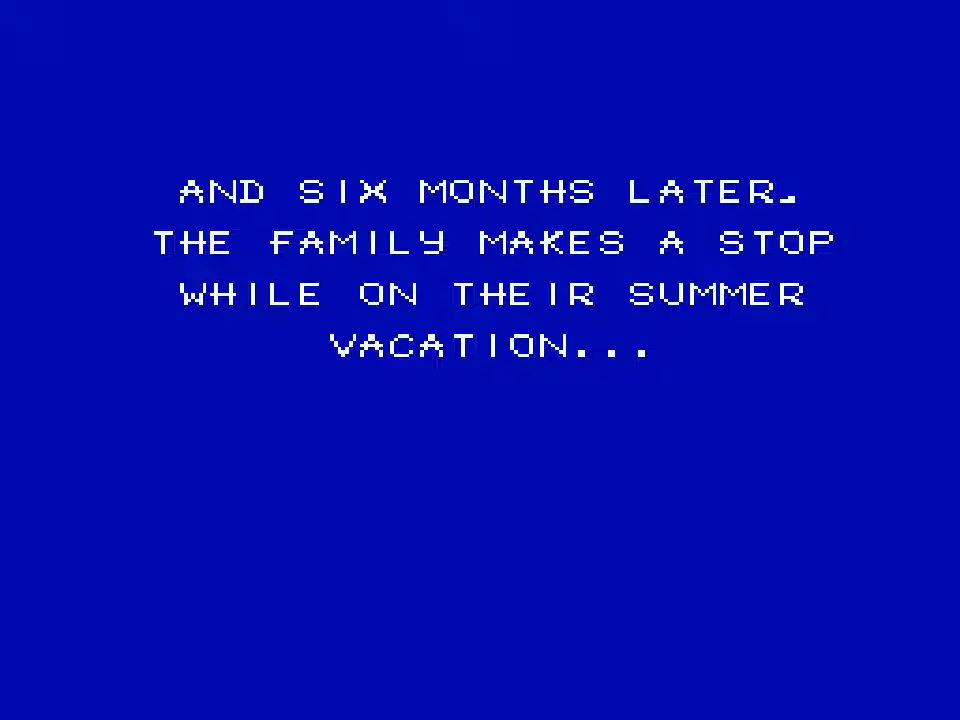 AND SIX MONTHS LATER.
THE FAMILY MAKES A STOP
WHILE ON THEIR SUMMER
VACATION...